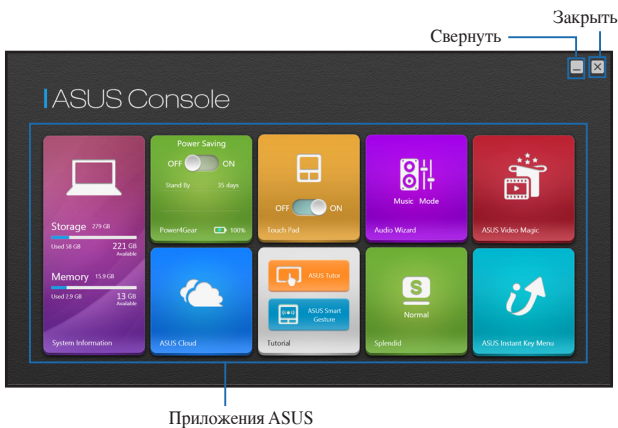 Закрыть
Свернуть
ASUS Console
Power Saving
OFF ON
Stand By 35 days
Power4Gear 100%
OFF ON
Touch Pad
Music Mode
Audio Wizard
ASUS Video Magic
Storage 279 GB
Used 58 GB 221 GB
Available
Memory 15.9 GB
Used 2.9 GB 13 GB
Available
System Information
ASUS Cloud
ASUS Tutor
ASUS Smart
Gesture
Tutorial
S
Normal
Splendid
ASUS Instant Key Menu
Приложения ASUS